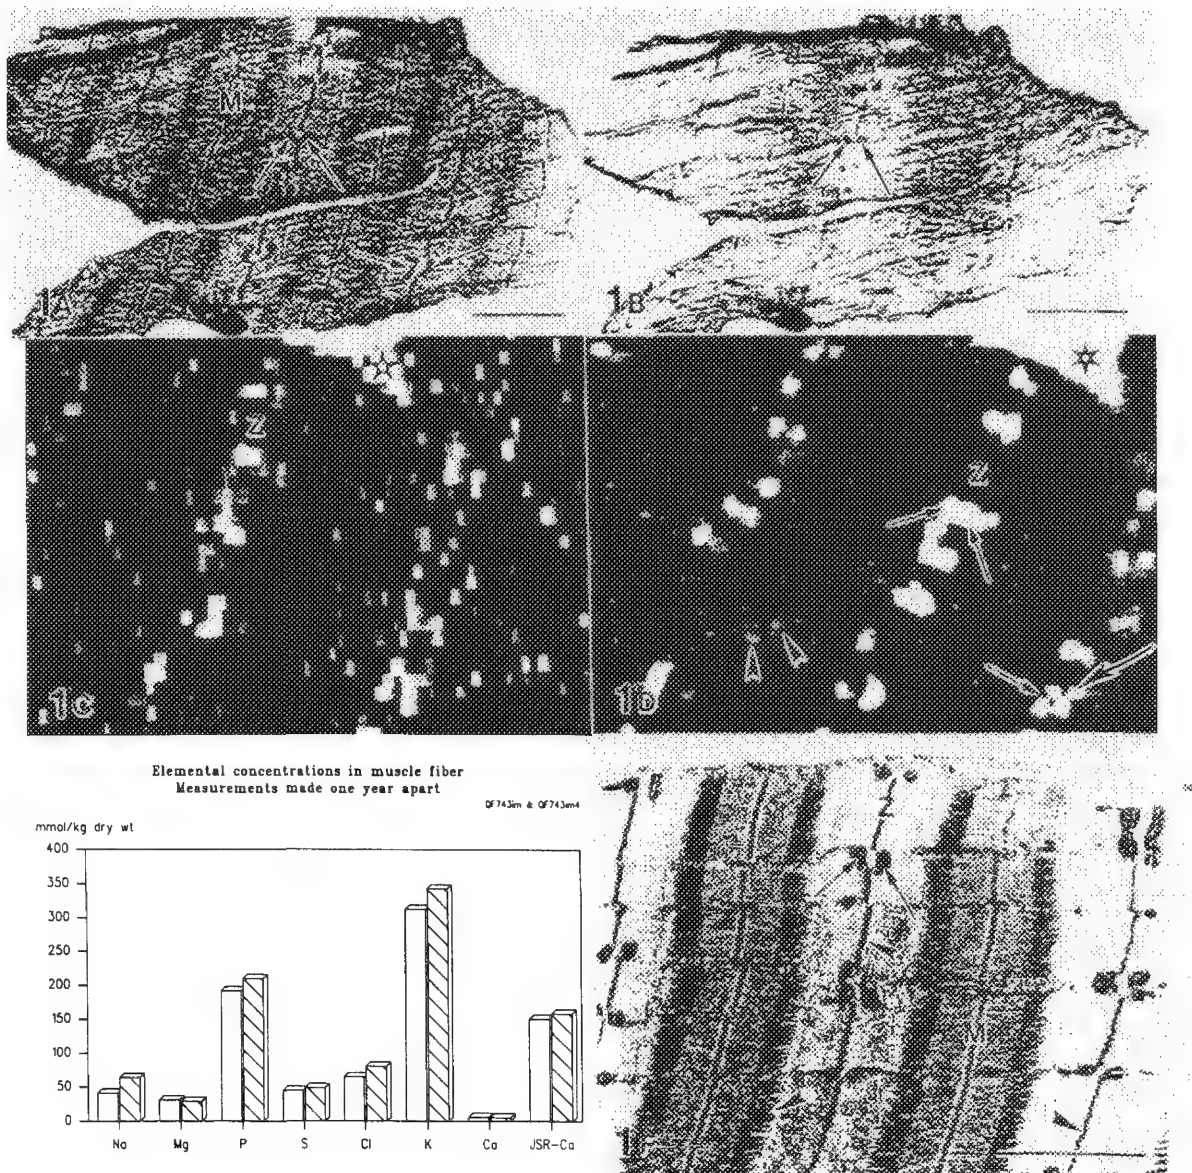 M
1A
1B
Z
1C
Z
1D
Elemental concentrations in muscle fiber
Measurements made one year apart
QF743im & QF743im4
mmol/kg dry wt
400
350
300
250
200
150
100
50
0
Na Mg P S Cl K Ca JSR-Ca